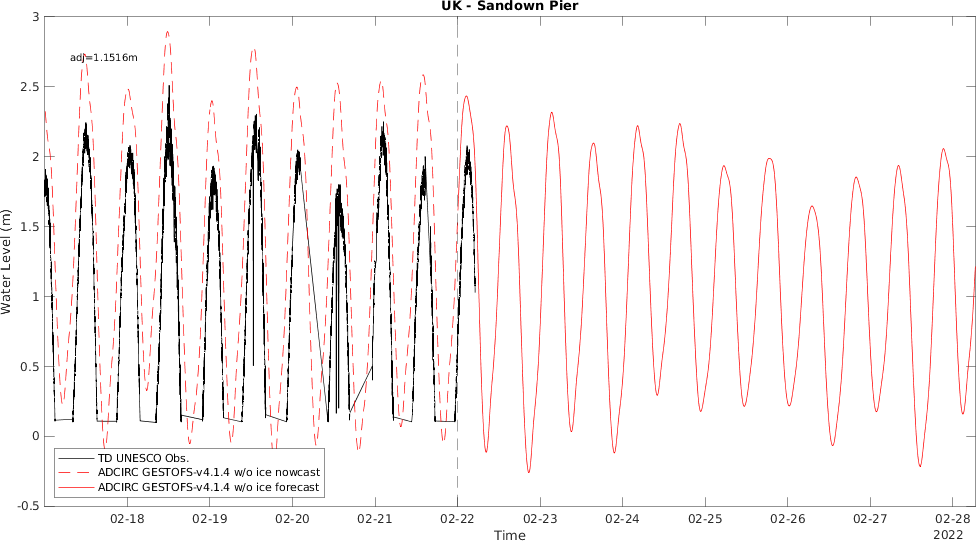 UK - Sandown Pier
3
adj=1.1516m
2.5
2
1.5
1
0.5
0
-0.5
Water Level (m)
TD UNESCO Obs.
ADCIRC GESTOFS-v4.1.4 w/o ice nowcast
ADCIRC GESTOFS-v4.1.4 w/o ice forecast
02-18 02-19 02-20 02-21 02-22 02-23 02-24 02-25 02-26 02-27 02-28
Time
2022